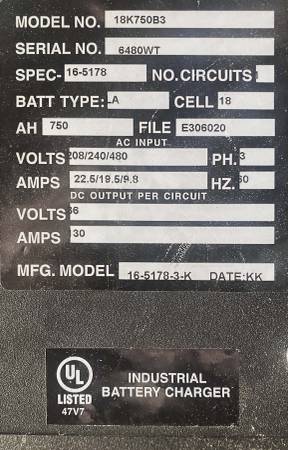 MODEL NO. 18K750B3
SERIAL NO. 6480WT
SPEC- 16-5178 NO. CIRCUITS
BATT TYPE: LA CELL 18
AH 750 FILE E306020
AC INPUT
VOLTS 208/240/480 PH. 3
AMPS 22.5/19.5/9.8 HZ. 60
DC OUTPUT PER CIRCUIT
VOLTS 36
AMPS 130
MFG. MODEL 16-5178-3-K DATE:KK
UL
LISTED
47V7
INDUSTRIAL
BATTERY CHARGER